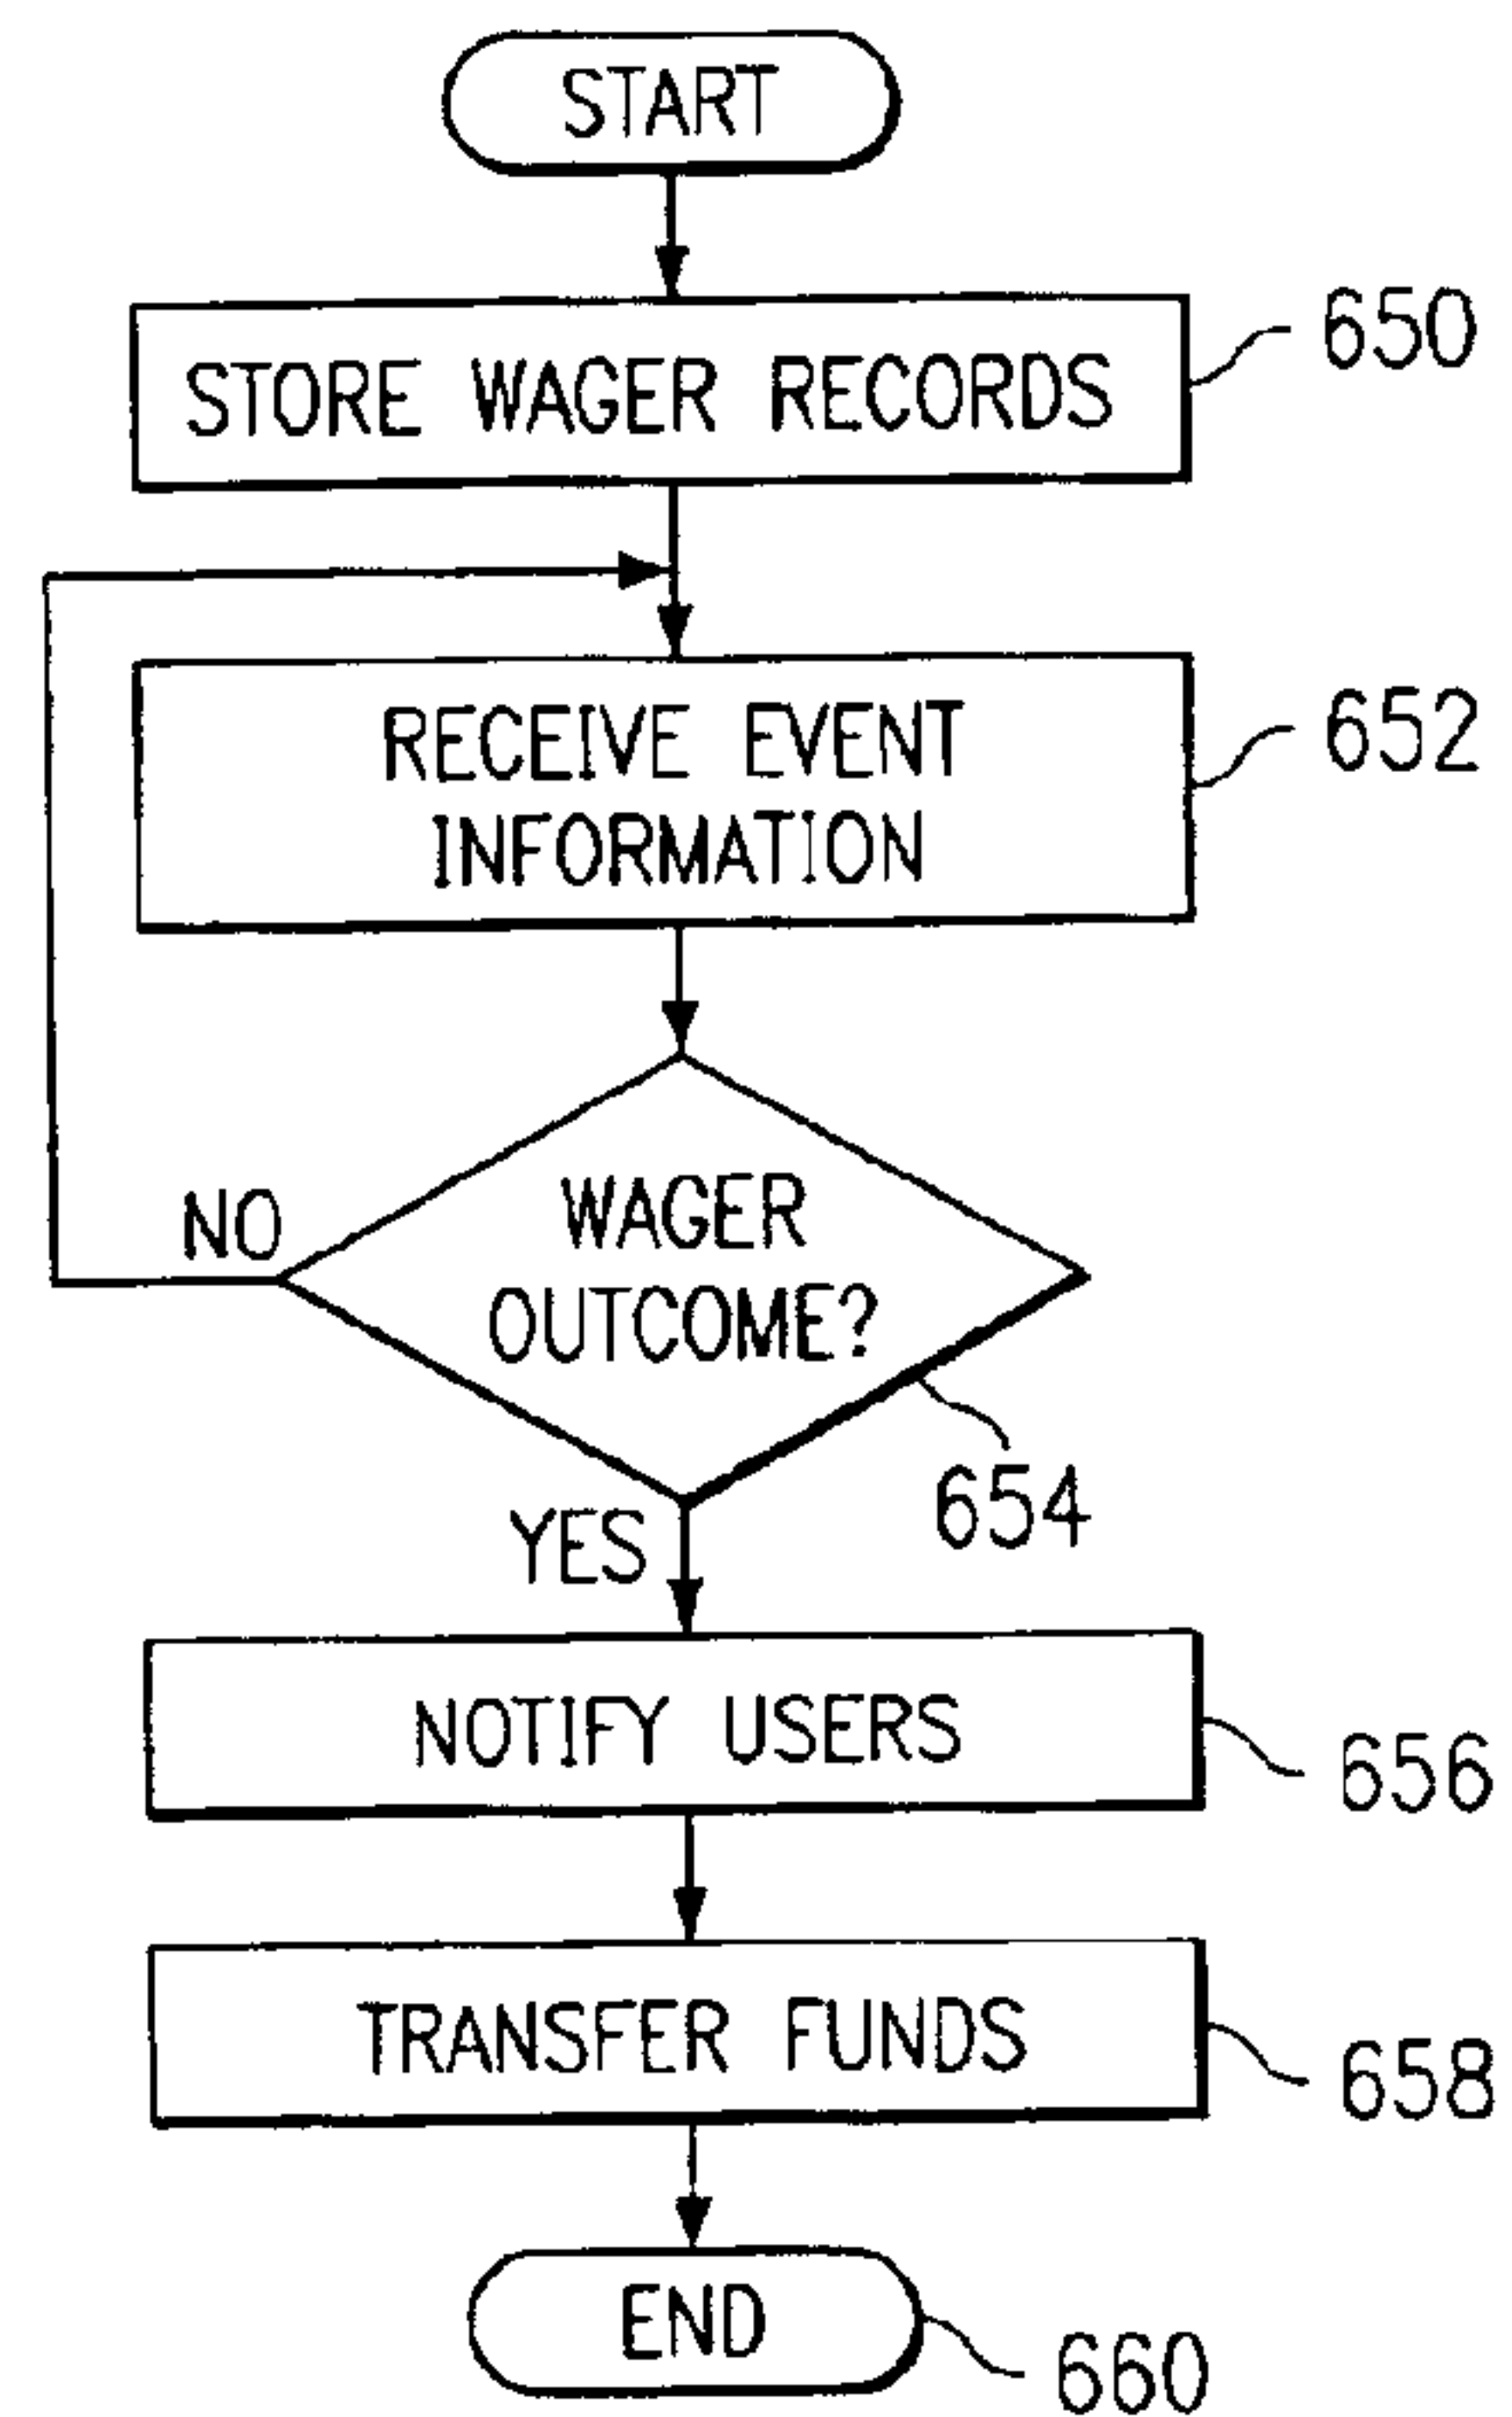 START
STORE WAGER RECORDS
650
RECEIVE EVENT
INFORMATION
652
WAGER
OUTCOME?
NO
654
YES
NOTIFY USERS
656
TRANSFER FUNDS
658
END
660